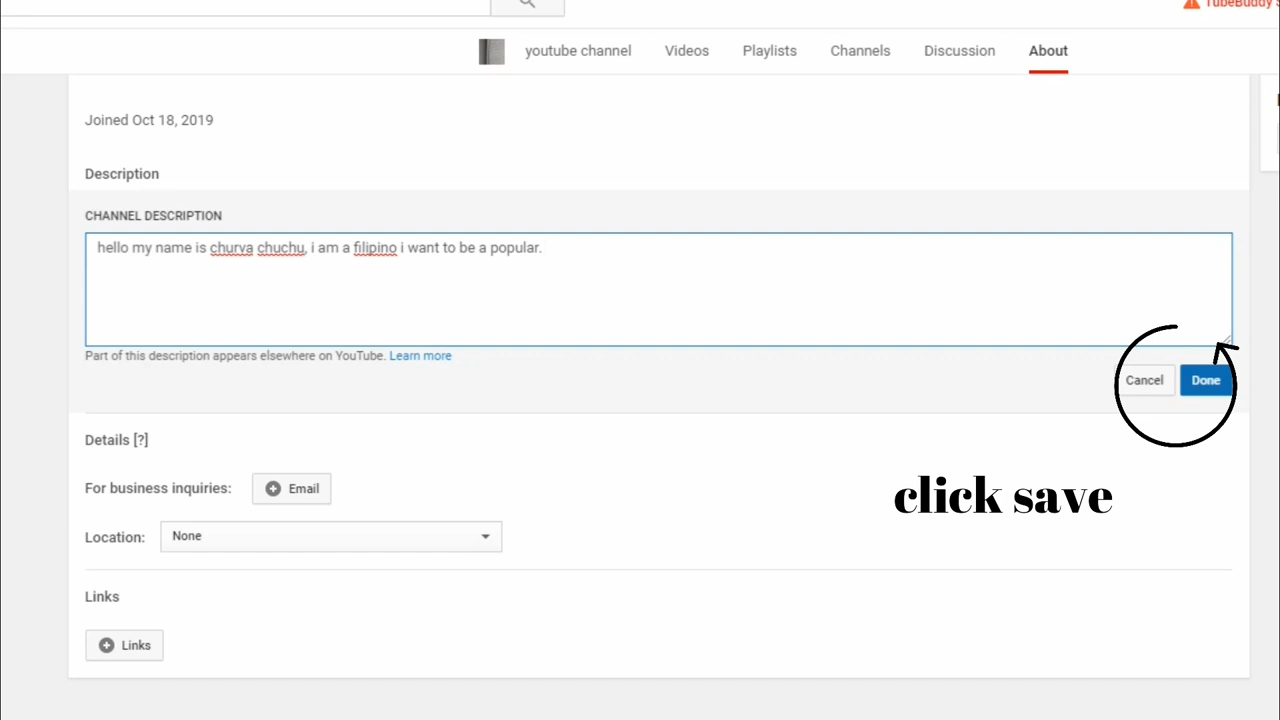 TubeBuddy
youtube channel Videos Playlists Channels Discussion About
Joined Oct 18, 2019
Description
CHANNEL DESCRIPTION
hello my name is churva chuchu, i am a filipino i want to be a popular.
Part of this description appears elsewhere on YouTube. Learn more
Cancel Done
Details [?]
For business inquiries: Email
click save
Location: None
Links
Links